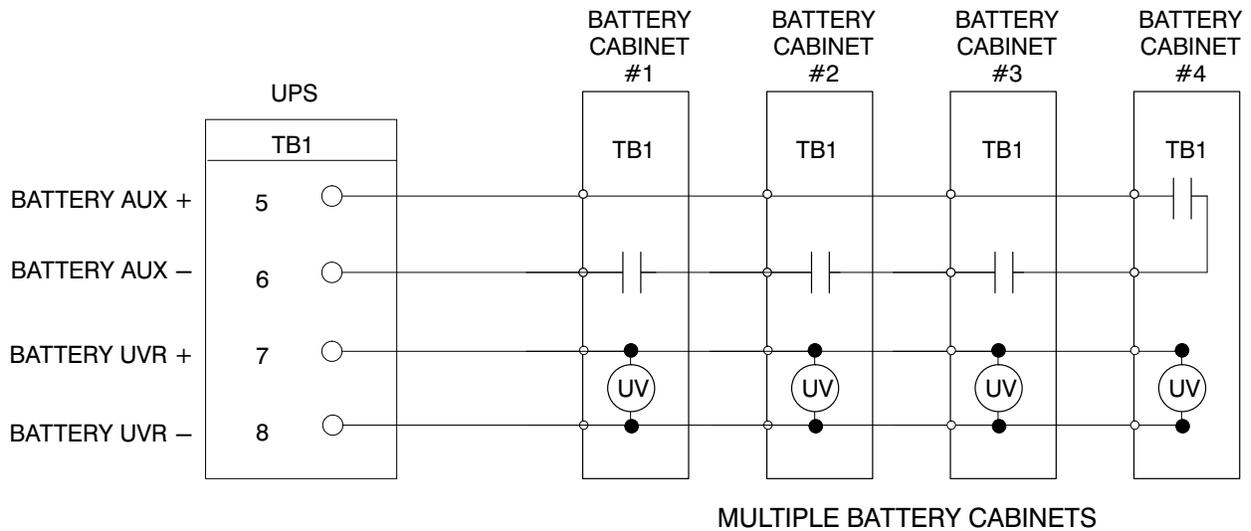 BATTERY CABINET #1
BATTERY CABINET #2
BATTERY CABINET #3
BATTERY CABINET #4
UPS
TB1
TB1
TB1
TB1
TB1
BATTERY AUX + 5
BATTERY AUX – 6
BATTERY UVR + 7
UV
UV
UV
UV
BATTERY UVR – 8
MULTIPLE BATTERY CABINETS